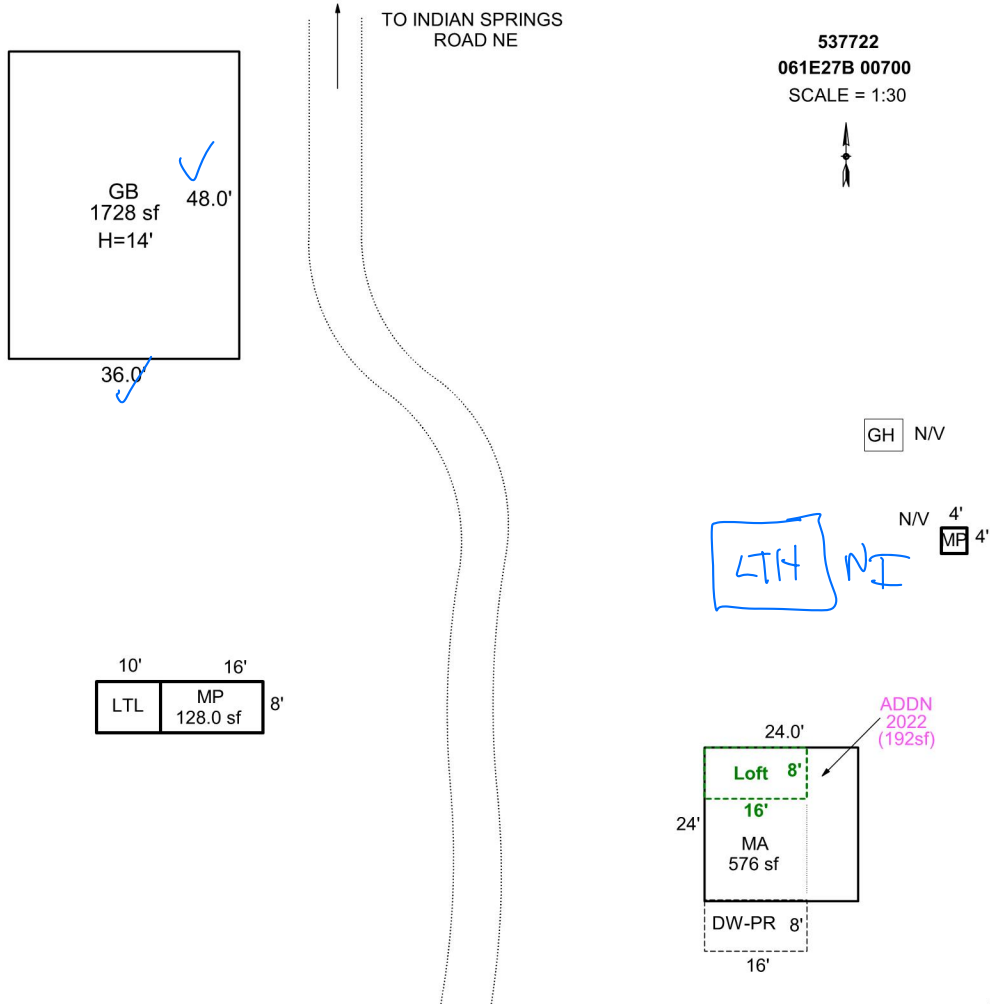 TO INDIAN SPRINGS
ROAD NE
537722
061E27B 00700
SCALE = 1:30
GB
1728 sf
H=14'
48.0'
36.0'
GH N/V
N/V 4'
MP 4'
LTH NI
10' 16'
LTL MP 8'
128.0 sf
ADDN
2022
(192sf)
24.0'
Loft 8'
16'
24'
MA
576 sf
DW-PR 8'
16'